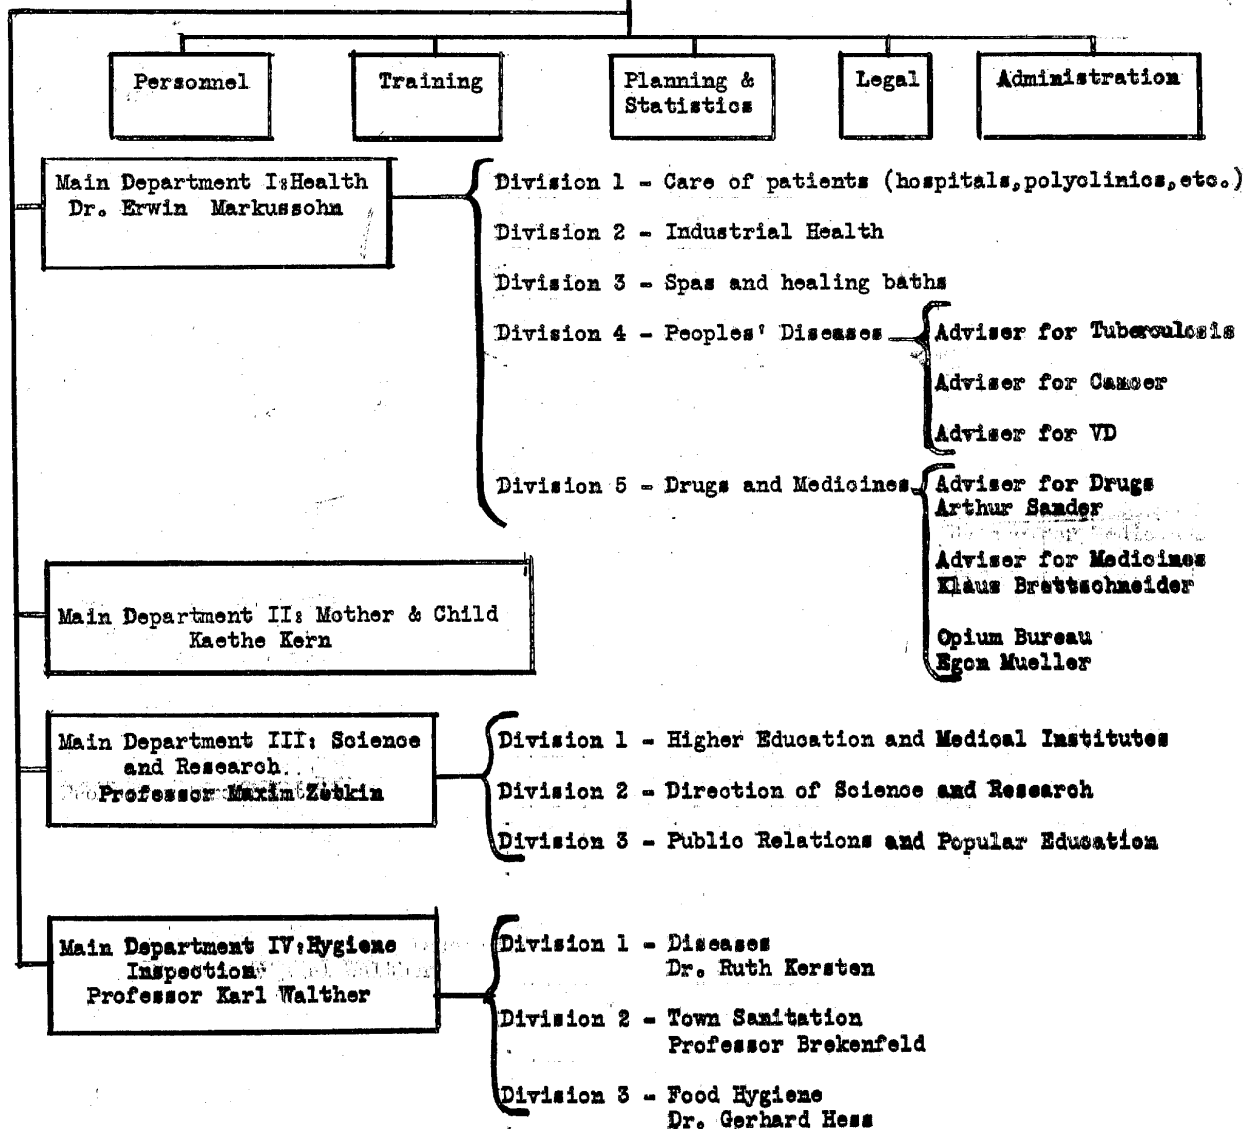 Personnel
Training
Planning &
Statistics
Legal
Administration
Main Department I:Health
Dr. Erwin Markussohn
Division 1 - Care of patients (hospitals,polyclinics,etc.)
Division 2 - Industrial Health
Division 3 - Spas and healing baths
Division 4 - Peoples' Diseases
Adviser for Tuberculosis
Adviser for Cancer
Adviser for VD
Division 5 - Drugs and Medicines
Adviser for Drugs
Arthur Sander
Adviser for Medicines
Klaus Brettschneider
Opium Bureau
Egon Mueller
Main Department II: Mother & Child
Kaethe Kern
Main Department III: Science
and Research
Professor Maxim Zetkin
Division 1 - Higher Education and Medical Institutes
Division 2 - Direction of Science and Research
Division 3 - Public Relations and Popular Education
Main Department IV:Hygiene
Inspection
Professor Karl Walther
Division 1 - Diseases
Dr. Ruth Kersten
Division 2 - Town Sanitation
Professor Brekenfeld
Division 3 - Food Hygiene
Dr. Gerhard Hess